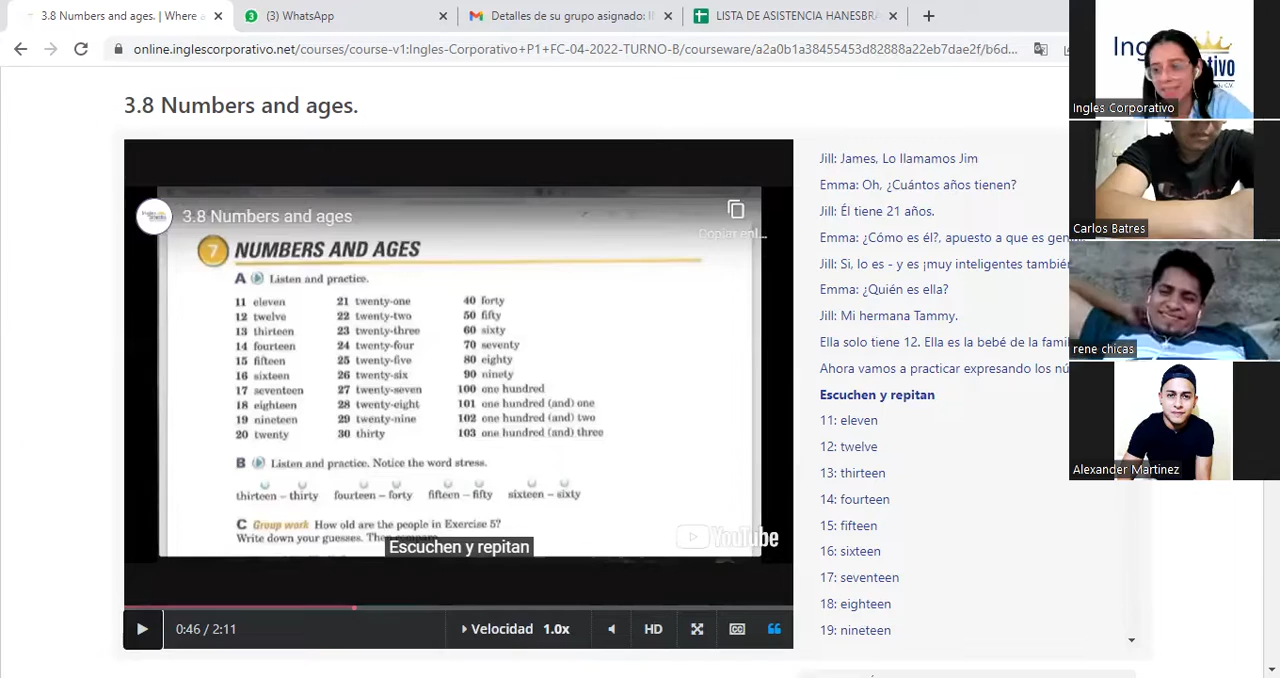 3.8 Numbers and ages. | Where a
(3) WhatsApp
Detalles de su grupo asignado: I
LISTA DE ASISTENCIA HANESBRA
online.inglescorporativo.net/courses/course-v1:Ingles-Corporativo+P1+FC-04-2022-TURNO-B/courseware/a2a0b1a38455453d82888a22eb7dae2f/b6d...
3.8 Numbers and ages.
3.8 Numbers and ages
Copiar enl...
7 NUMBERS AND AGES
A Listen and practice.
11 eleven 21 twenty-one 40 forty
12 twelve 22 twenty-two 50 fifty
13 thirteen 23 twenty-three 60 sixty
14 fourteen 24 twenty-four 70 seventy
15 fifteen 25 twenty-five 80 eighty
16 sixteen 26 twenty-six 90 ninety
17 seventeen 27 twenty-seven 100 one hundred
18 eighteen 28 twenty-eight 101 one hundred (and) one
19 nineteen 29 twenty-nine 102 one hundred (and) two
20 twenty 30 thirty 103 one hundred (and) three
B Listen and practice. Notice the word stress.
thirteen – thirty fourteen – forty fifteen – fifty sixteen – sixty
C Group work How old are the people in Exercise 5?
Write down your guesses.
YouTube
Escuchen y repitan
0:46 / 2:11
Velocidad 1.0x
HD
CC
Jill: James, Lo llamamos Jim
Emma: Oh, ¿Cuántos años tienen?
Jill: Él tiene 21 años.
Emma: ¿Cómo es él?, apuesto a que es
Jill: Si, lo es - y es ¡muy inteligentes también
Emma: ¿Quién es ella?
Jill: Mi hermana Tammy.
Ella solo tiene 12. Ella es la bebé de la famil
Ahora vamos a practicar expresando los nú
Escuchen y repitan
11: eleven
12: twelve
13: thirteen
14: fourteen
15: fifteen
16: sixteen
17: seventeen
18: eighteen
19: nineteen
Ingles Corporativo
Carlos Batres
rene chicas
Alexander Martinez